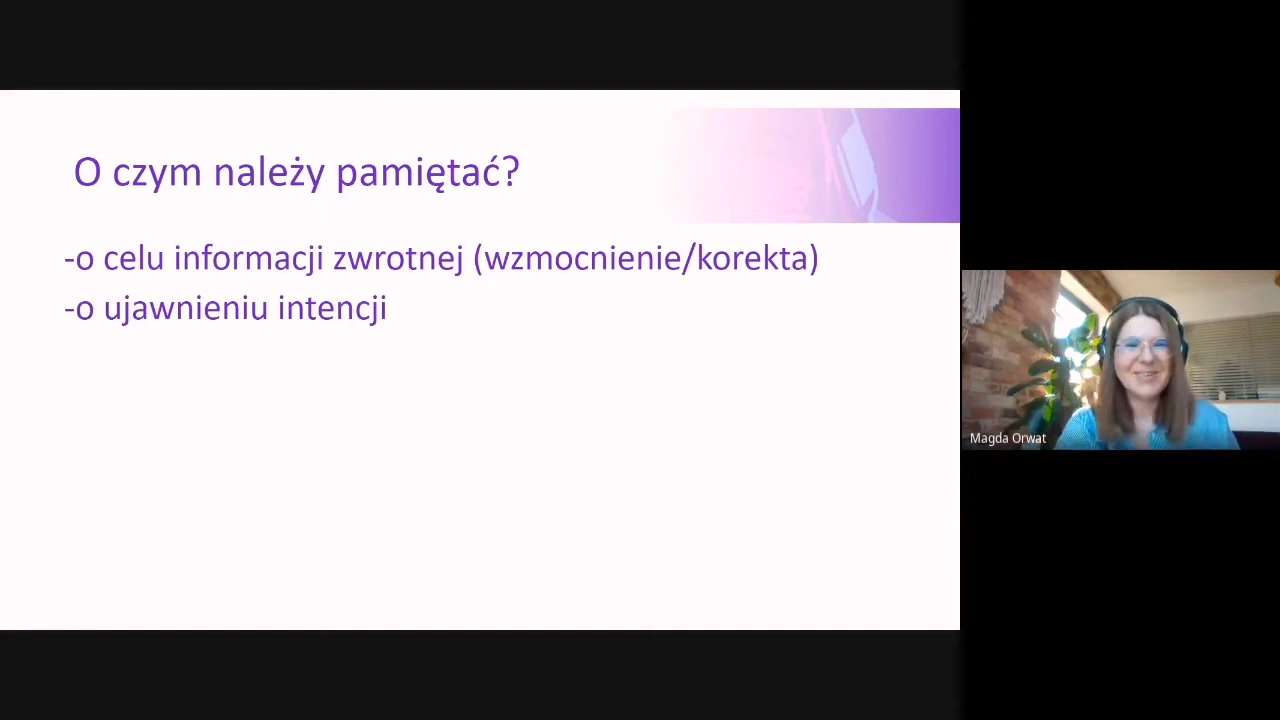 O czym należy pamiętać?
-o celu informacji zwrotnej (wzmocnienie/korekta)
-o ujawnieniu intencji
Magda Orwat